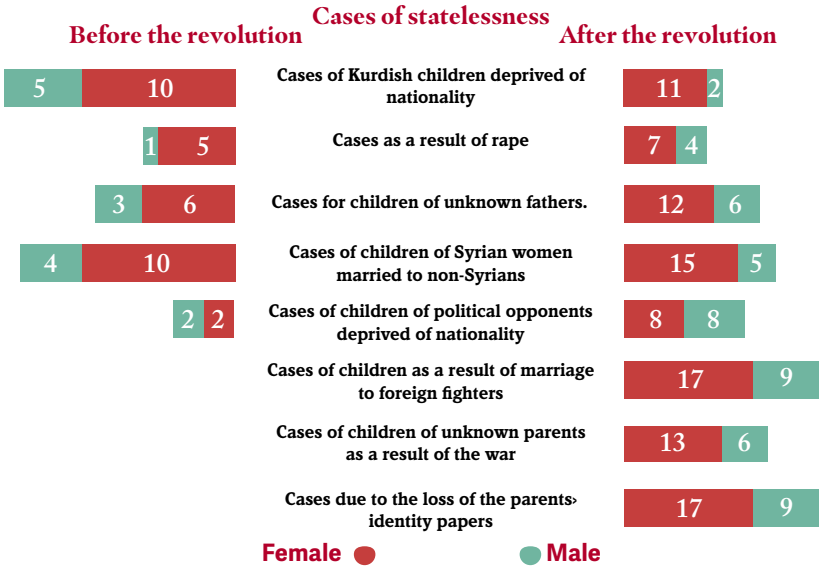 Cases of statelessness
Before the revolution
After the revolution
5 10
Cases of Kurdish children deprived of
nationality
11 2
1 5
Cases as a result of rape
7 4
3 6
Cases for children of unknown fathers.
12 6
4 10
Cases of children of Syrian women
married to non-Syrians
15 5
2 2
Cases of children of political opponents
deprived of nationality
8 8
Cases of children as a result of marriage
to foreign fighters
17 9
Cases of children of unknown parents
as a result of the war
13 6
Cases due to the loss of the parents›
identity papers
17 9
Female
Male